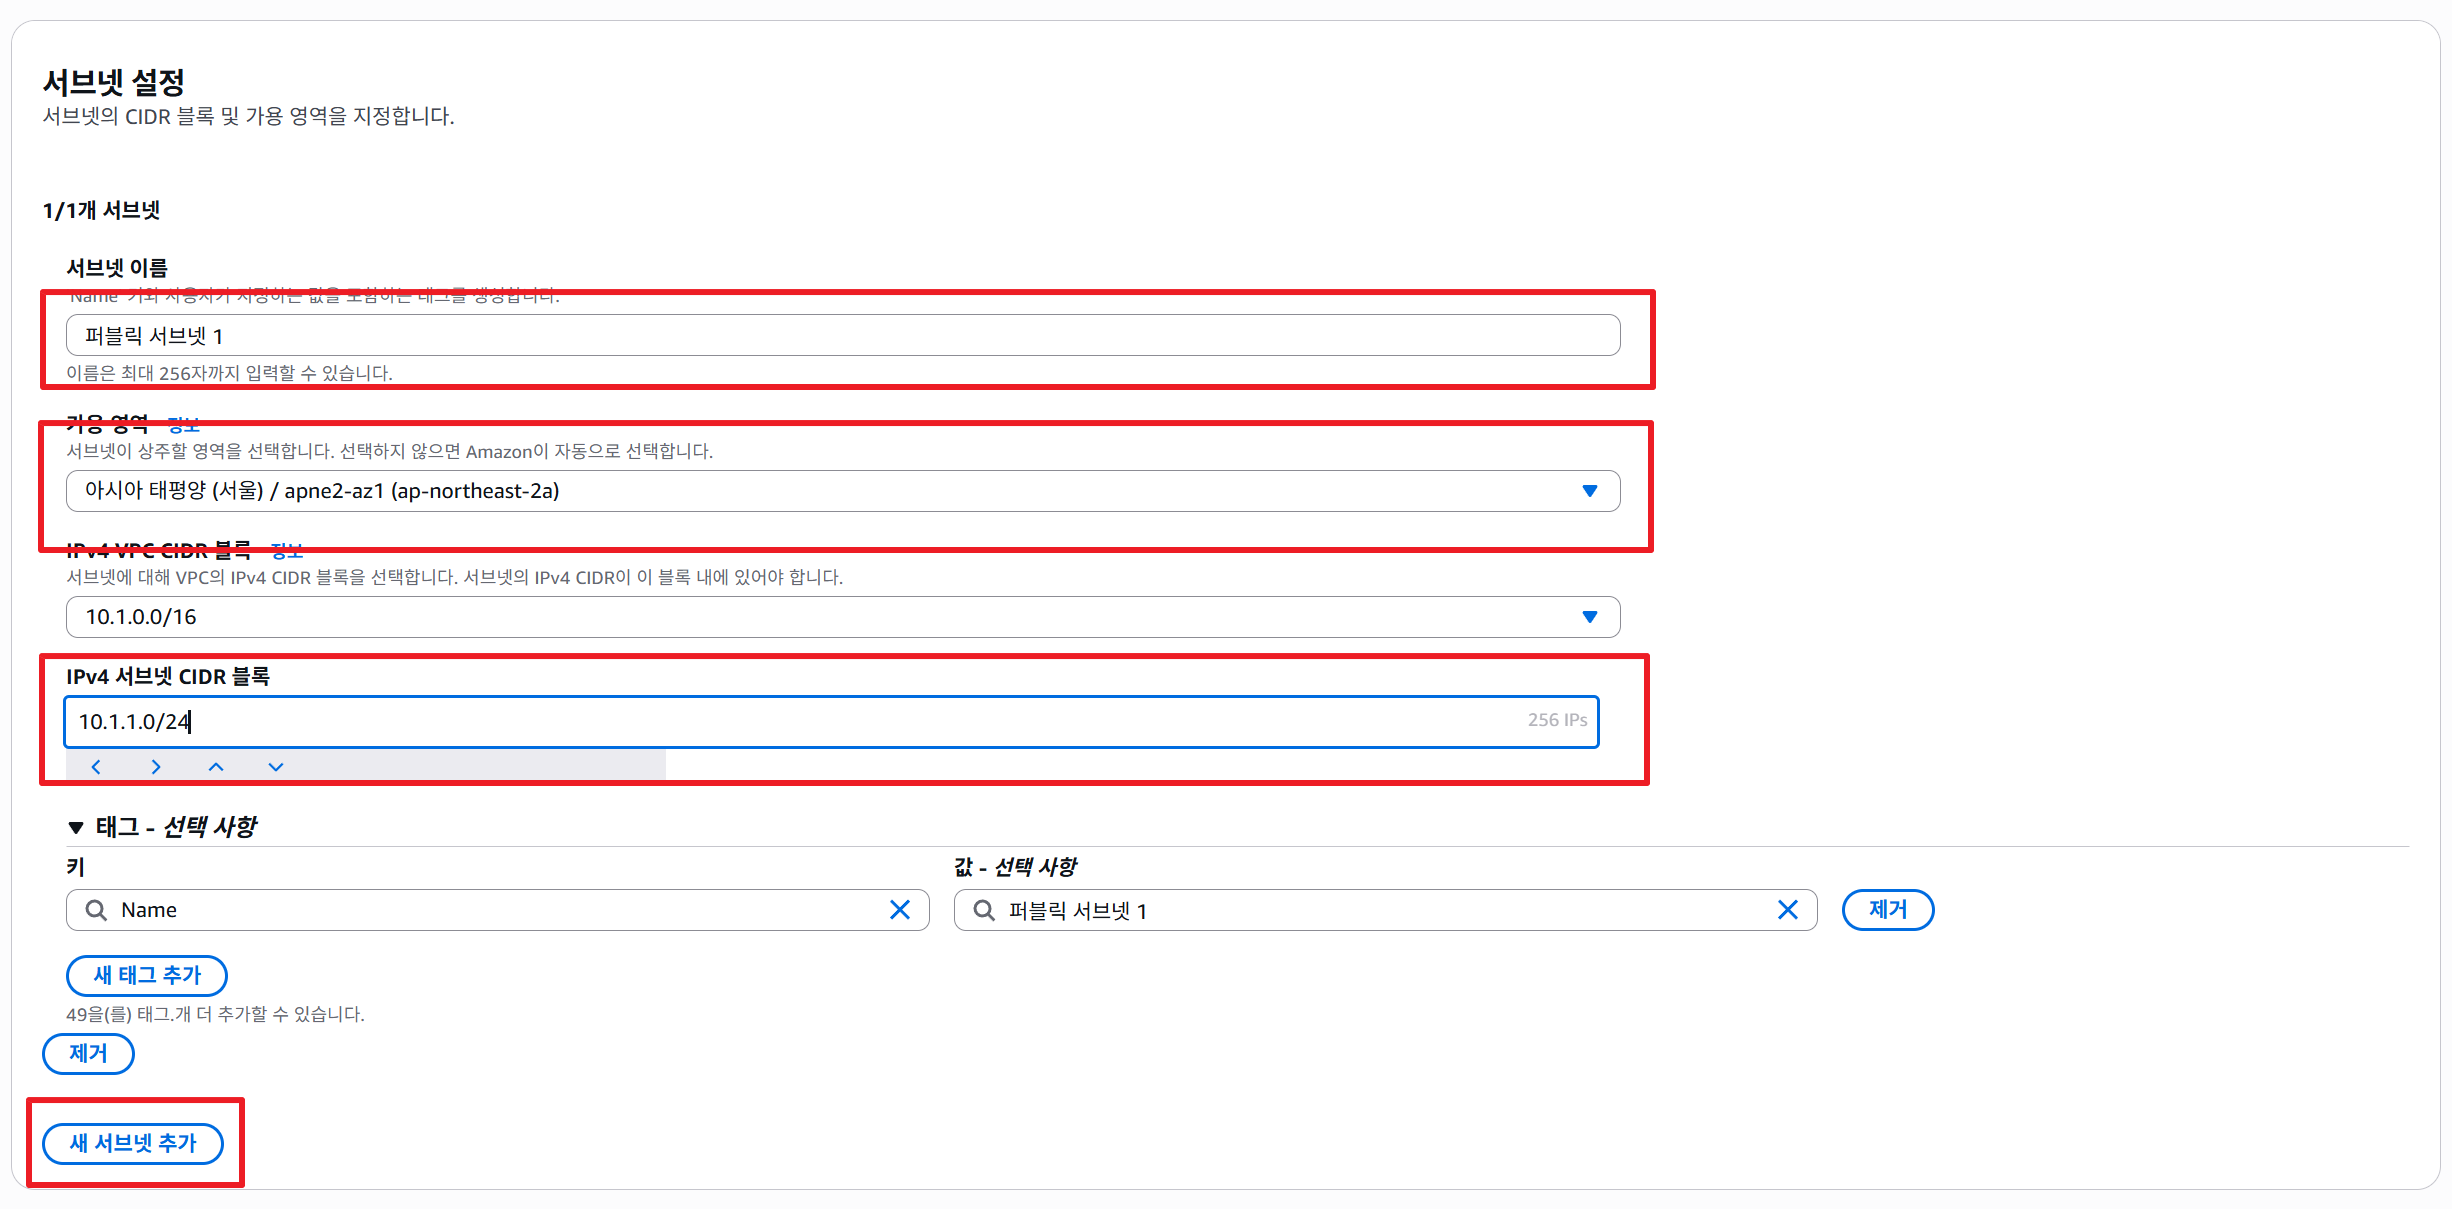 서브넷 설정
서브넷의 CIDR 블록 및 가용 영역을 지정합니다.
1/1개 서브넷
서브넷 이름
'Name' 키와 사용자가 지정하는 값을 포함하는 태그를 생성합니다.
퍼블릭 서브넷 1
이름은 최대 256자까지 입력할 수 있습니다.
가용 영역 정보
서브넷이 상주할 영역을 선택합니다. 선택하지 않으면 Amazon이 자동으로 선택합니다.
아시아 태평양 (서울) / apne2-az1 (ap-northeast-2a)
IPv4 VPC CIDR 블록 정보
서브넷에 대해 VPC의 IPv4 CIDR 블록을 선택합니다. 서브넷의 IPv4 CIDR이 이 블록 내에 있어야 합니다.
10.1.0.0/16
IPv4 서브넷 CIDR 블록
10.1.1.0/24 256 IPs
태그 - 선택 사항
키 값 - 선택 사항
Name 퍼블릭 서브넷 1 제거
새 태그 추가
49을(를) 태그.개 더 추가할 수 있습니다.
제거
새 서브넷 추가